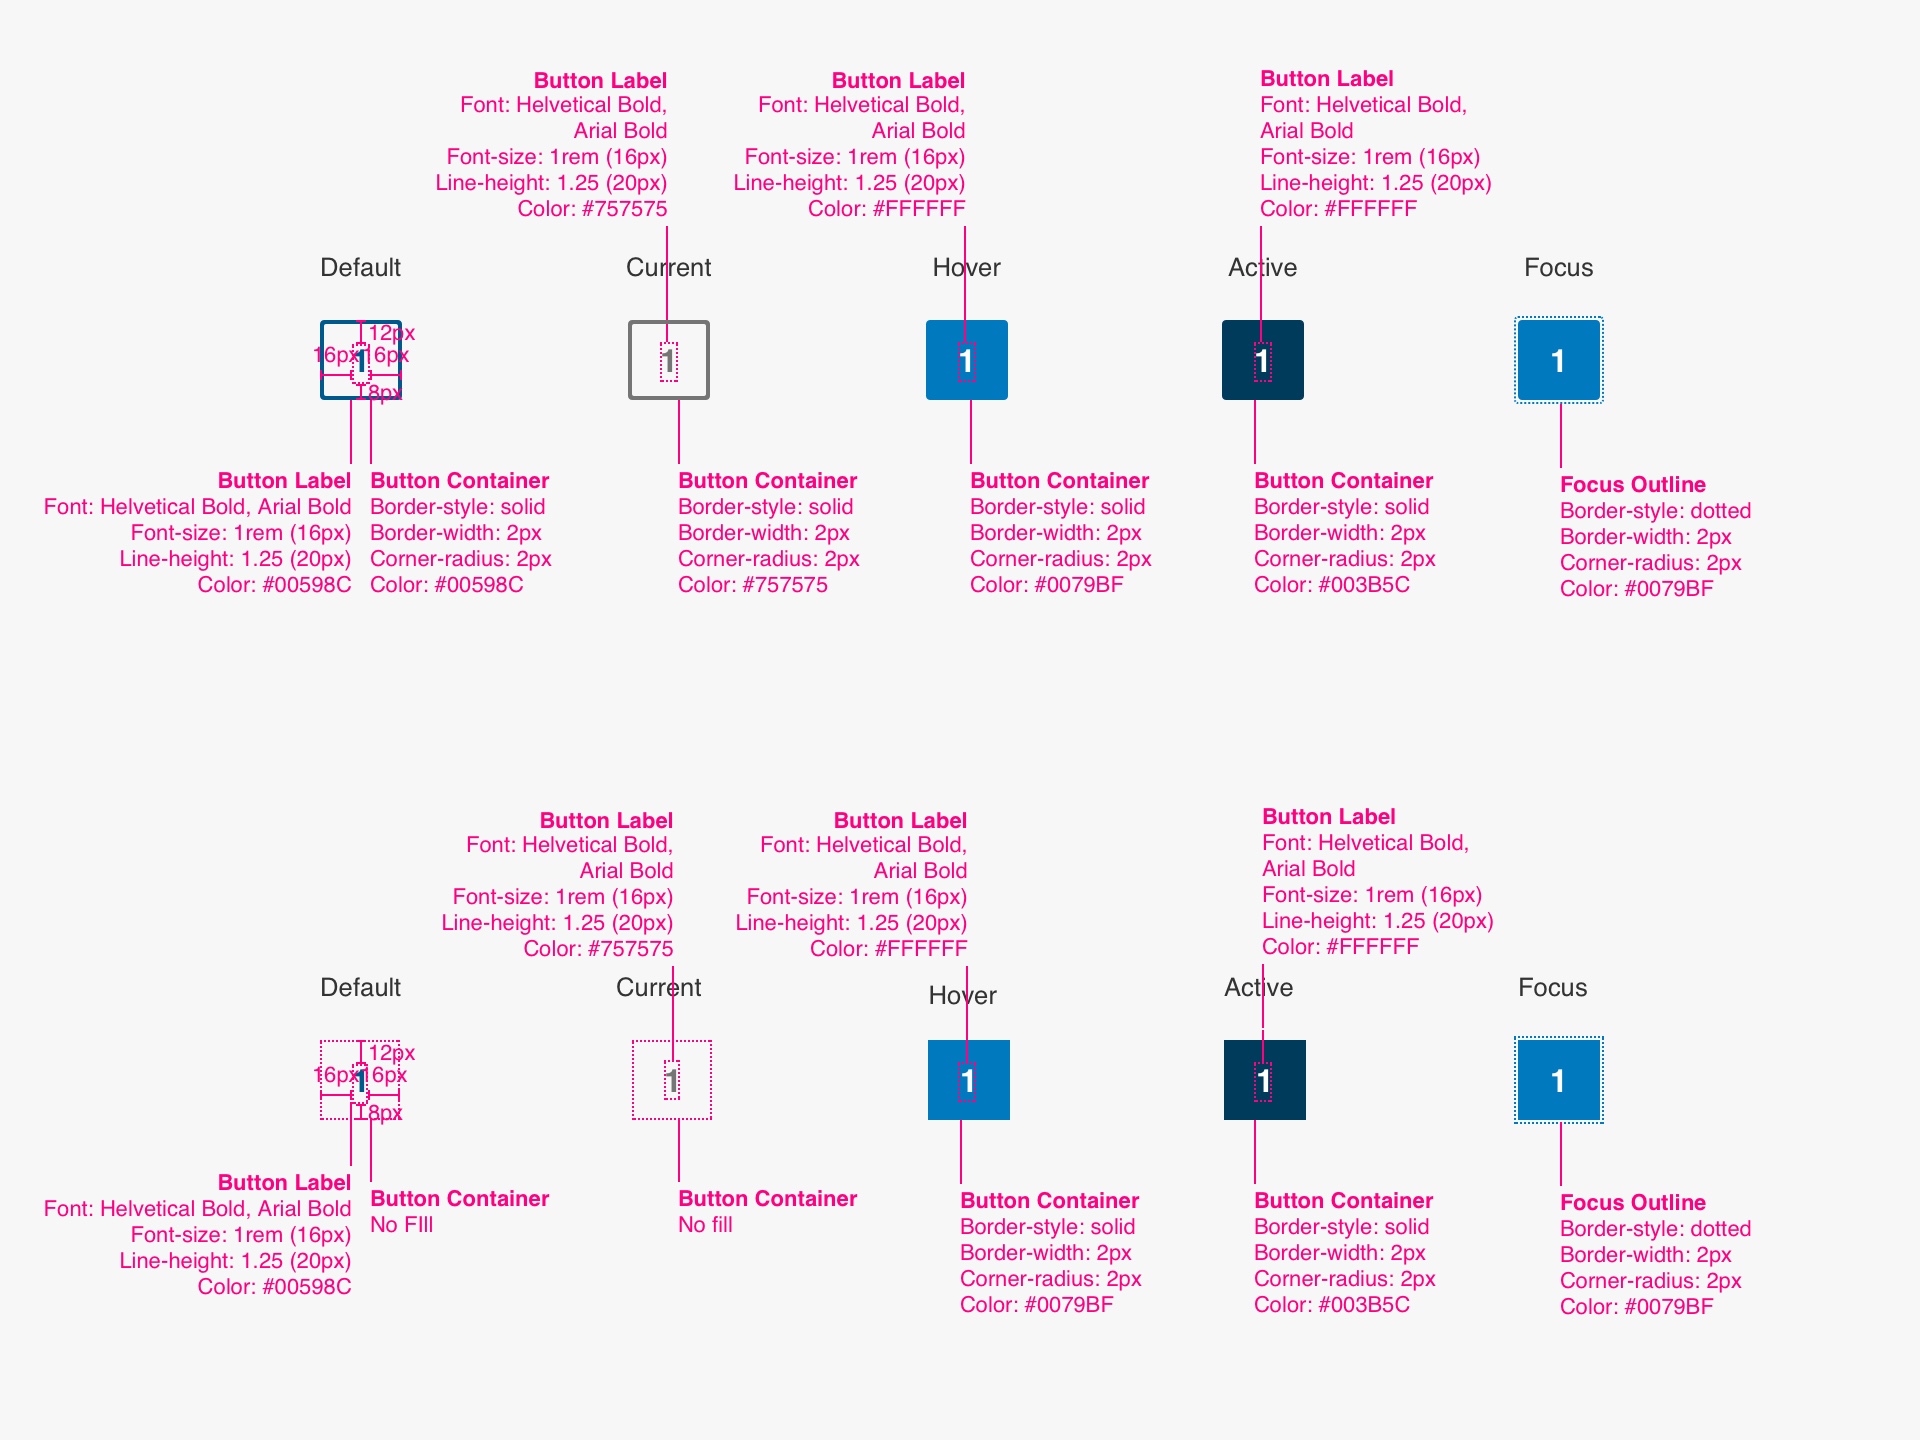 Button Label
Font: Helvetical Bold,
Arial Bold
Font-size: 1rem (16px)
Line-height: 1.25 (20px)
Color: #757575
Button Label
Font: Helvetical Bold,
Arial Bold
Font-size: 1rem (16px)
Line-height: 1.25 (20px)
Color: #FFFFFF
Button Label
Font: Helvetical Bold,
Arial Bold
Font-size: 1rem (16px)
Line-height: 1.25 (20px)
Color: #FFFFFF
Default
Current
Hover
Active
Focus
12px
16px 1 16px
8px
1
1
1
1
Button Label
Font: Helvetical Bold, Arial Bold
Font-size: 1rem (16px)
Line-height: 1.25 (20px)
Color: #00598C
Button Container
Border-style: solid
Border-width: 2px
Corner-radius: 2px
Color: #00598C
Button Container
Border-style: solid
Border-width: 2px
Corner-radius: 2px
Color: #757575
Button Container
Border-style: solid
Border-width: 2px
Corner-radius: 2px
Color: #0079BF
Button Container
Border-style: solid
Border-width: 2px
Corner-radius: 2px
Color: #003B5C
Focus Outline
Border-style: dotted
Border-width: 2px
Corner-radius: 2px
Color: #0079BF
Button Label
Font: Helvetical Bold,
Arial Bold
Font-size: 1rem (16px)
Line-height: 1.25 (20px)
Color: #757575
Button Label
Font: Helvetical Bold,
Arial Bold
Font-size: 1rem (16px)
Line-height: 1.25 (20px)
Color: #FFFFFF
Button Label
Font: Helvetical Bold,
Arial Bold
Font-size: 1rem (16px)
Line-height: 1.25 (20px)
Color: #FFFFFF
Default
Current
Hover
Active
Focus
12px
16px 1 16px
8px
1
1
1
1
Button Label
Font: Helvetical Bold, Arial Bold
Font-size: 1rem (16px)
Line-height: 1.25 (20px)
Color: #00598C
Button Container
No FIll
Button Container
No fill
Button Container
Border-style: solid
Border-width: 2px
Corner-radius: 2px
Color: #0079BF
Button Container
Border-style: solid
Border-width: 2px
Corner-radius: 2px
Color: #003B5C
Focus Outline
Border-style: dotted
Border-width: 2px
Corner-radius: 2px
Color: #0079BF